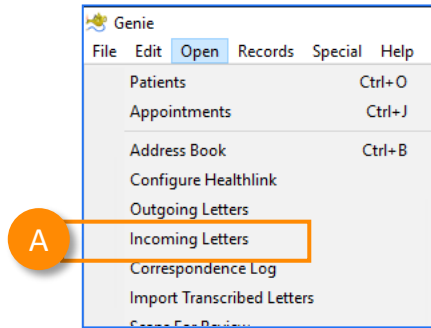 Genie
File Edit Open Records Special Help
Patients Ctrl+O
Appointments Ctrl+J
Address Book Ctrl+B
Configure Healthlink
Outgoing Letters
A Incoming Letters
Correspondence Log
Import Transcribed Letters